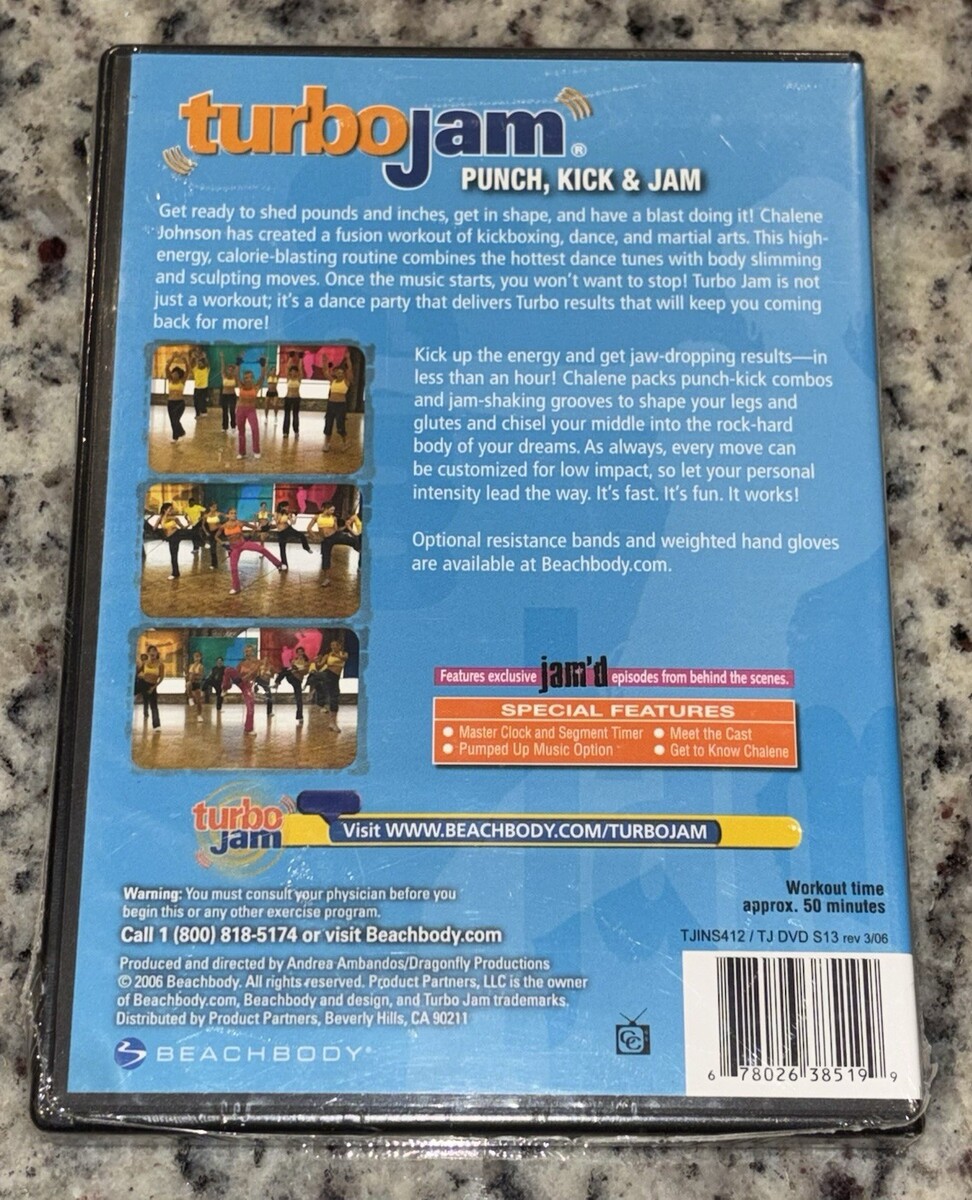 turbojam®
PUNCH, KICK & JAM
Get ready to shed pounds and inches, get in shape, and have a blast doing it! Chalene
Johnson has created a fusion workout of kickboxing, dance, and martial arts. This high-
energy, calorie-blasting routine combines the hottest dance tunes with body slimming
and sculpting moves. Once the music starts, you won't want to stop! Turbo Jam is not
just a workout; it's a dance party that delivers Turbo results that will keep you coming
back for more!
Kick up the energy and get jaw-dropping results—in
less than an hour! Chalene packs punch-kick combos
and jam-shaking grooves to shape your legs and
glutes and chisel your middle into the rock-hard
body of your dreams. As always, every move can
be customized for low impact, so let your personal
intensity lead the way. It's fast. It's fun. It works!
Optional resistance bands and weighted hand gloves
are available at Beachbody.com.
Features exclusive jam'd episodes from behind the scenes.
SPECIAL FEATURES
● Master Clock and Segment Timer ● Meet the Cast
● Pumped Up Music Option ● Get to Know Chalene
turbo
jam
Visit WWW.BEACHBODY.COM/TURBOJAM
Warning: You must consult your physician before you
begin this or any other exercise program.
Call 1 (800) 818-5174 or visit Beachbody.com
Workout time
approx. 50 minutes
TJINS412 / TJ DVD S13 rev 3/06
Produced and directed by Andrea Ambandos/Dragonfly Productions
© 2006 Beachbody. All rights reserved. Product Partners, LLC is the owner
of Beachbody.com, Beachbody and design, and Turbo Jam trademarks.
Distributed by Product Partners, Beverly Hills, CA 90211
BEACHBODY®
CC
6 78026 38519 9